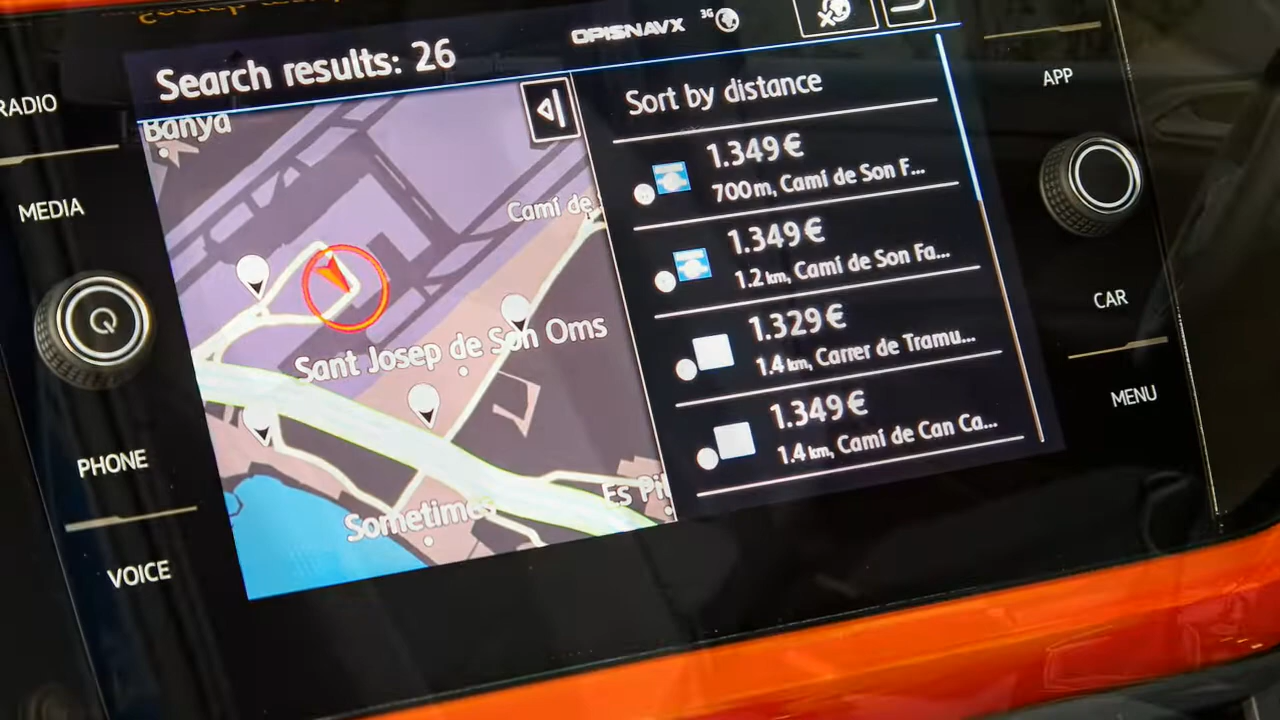 Search results: 26
OPISNAVX
3G
Sort by distance
1.349€
700m, Camí de Son F...
1.349€
1.2 km, Camí de Son Fa...
1.329€
1.4 km, Carrer de Tramu...
1.349€
1.4 km, Camí de Can Ca...
Banya
Camí de
Sant Josep de Son Oms
Sometimes
Es Pil
RADIO
MEDIA
PHONE
VOICE
APP
CAR
MENU